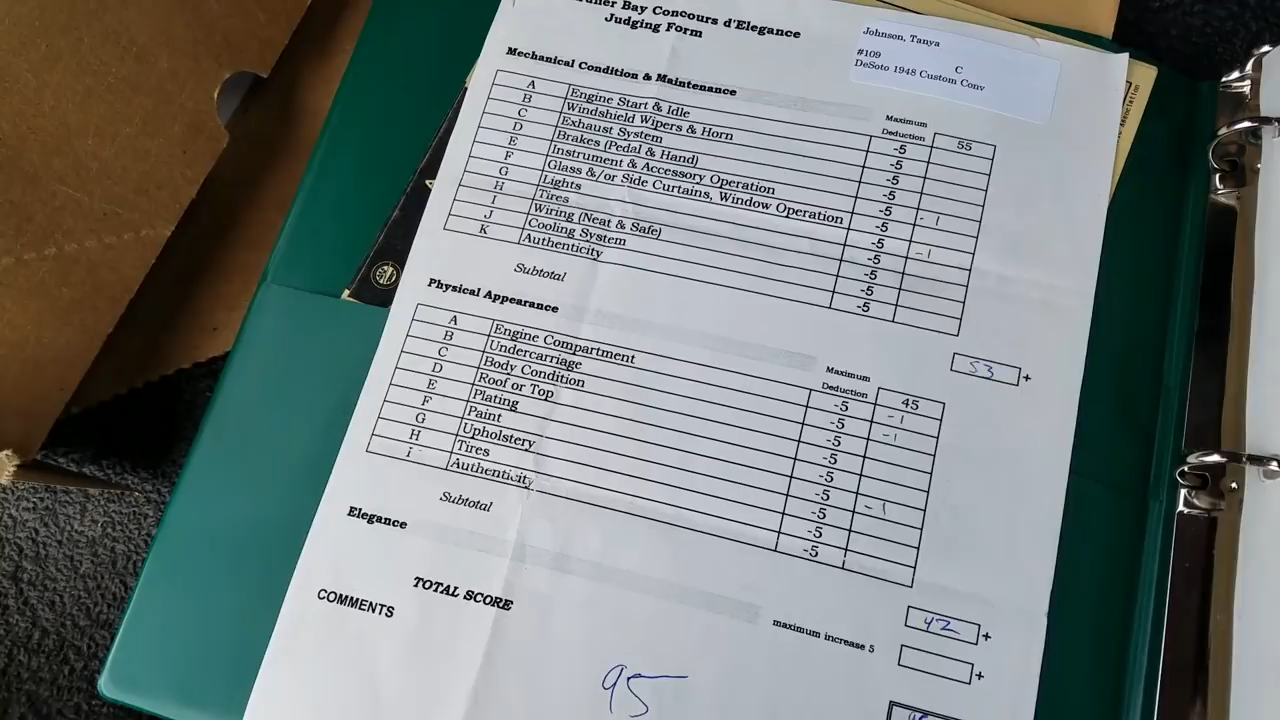 Bay Concours d'Elegance
Judging Form
Johnson, Tanya
#109 C
DeSoto 1948 Custom Conv
Association
Mechanical Condition & Maintenance
Maximum
Deduction 55
A Engine Start & Idle -5
B Windshield Wipers & Horn -5
C Exhaust System -5
D Brakes (Pedal & Hand) -5
E Instrument & Accessory Operation -5 -1
F Glass &/or Side Curtains, Window Operation -5
G Lights -5 -1
H Tires -5
I Wiring (Neat & Safe) -5
J Cooling System -5
K Authenticity -5
Subtotal 53 +
Physical Appearance
Maximum
Deduction 45
A Engine Compartment -5 -1
B Undercarriage -5 -1
C Body Condition -5
D Roof or Top -5
E Plating -5
F Paint -5 -1
G Upholstery -5
H Tires -5
I Authenticity -5
Subtotal 42 +
Elegance maximum increase 5 +
TOTAL SCORE
COMMENTS
95